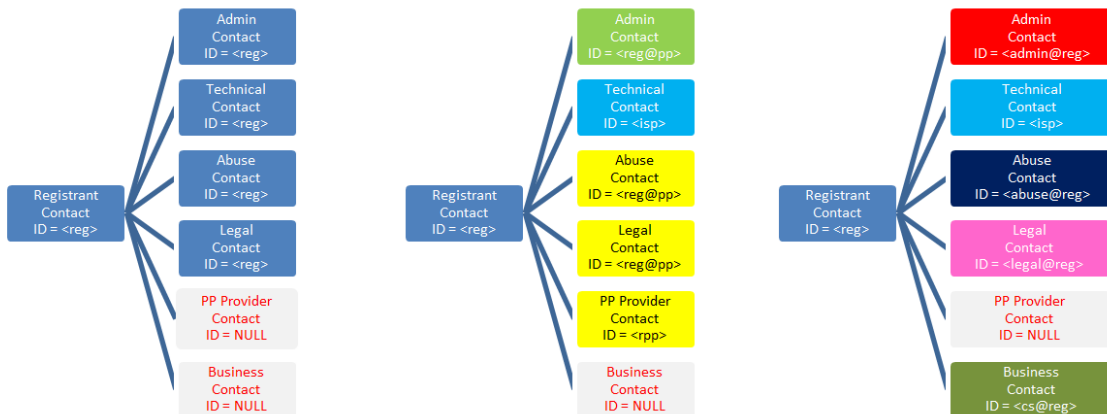 Registrant
Contact
ID = <reg>
Admin
Contact
ID = <reg>
Technical
Contact
ID = <reg>
Abuse
Contact
ID = <reg>
Legal
Contact
ID = <reg>
PP Provider
Contact
ID = NULL
Business
Contact
ID = NULL
Registrant
Contact
ID = <reg>
Admin
Contact
ID = <reg@pp>
Technical
Contact
ID = <isp>
Abuse
Contact
ID = <reg@pp>
Legal
Contact
ID = <reg@pp>
PP Provider
Contact
ID = <rpp>
Business
Contact
ID = NULL
Registrant
Contact
ID = <reg>
Admin
Contact
ID = <admin@reg>
Technical
Contact
ID = <isp>
Abuse
Contact
ID = <abuse@reg>
Legal
Contact
ID = <legal@reg>
PP Provider
Contact
ID = NULL
Business
Contact
ID = <cs@reg>